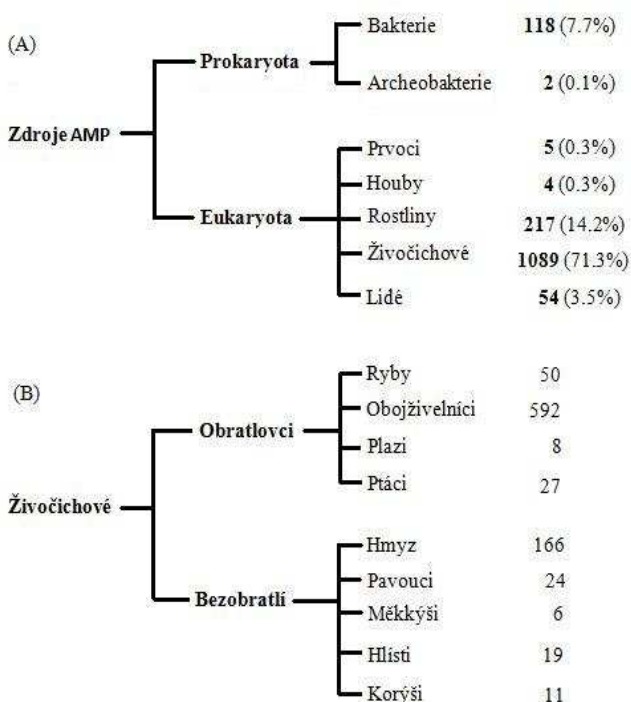 (A)
Bakterie 118 (7.7%)
Prokaryota
Archeobakterie 2 (0.1%)
Zdroje AMP
Prvoci 5 (0.3%)
Houby 4 (0.3%)
Eukaryota
Rostliny 217 (14.2%)
Živočichové 1089 (71.3%)
Lidé 54 (3.5%)
(B)
Ryby 50
Obojživelníci 592
Obratlovci
Plazi 8
Ptáci 27
Živočichové
Hmyz 166
Pavouci 24
Bezobratlí
Měkkýši 6
Hlísti 19
Korýši 11